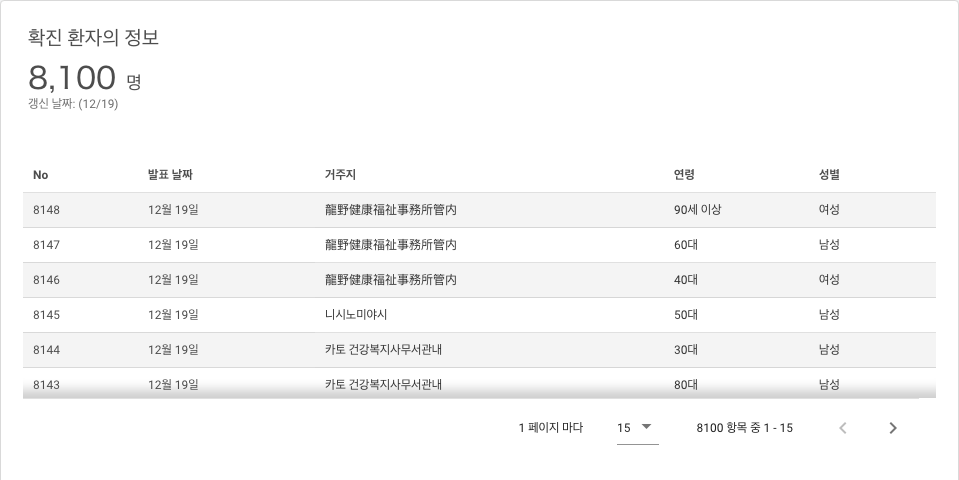 확진 환자의 정보
8,100 명
갱신 날짜: (12/19)
No 발표 날짜 거주지 연령 성별
8148 12월 19일 龍野健康福祉事務所管内 90세 이상 여성
8147 12월 19일 龍野健康福祉事務所管内 60대 남성
8146 12월 19일 龍野健康福祉事務所管内 40대 여성
8145 12월 19일 니시노미야시 50대 남성
8144 12월 19일 카토 건강복지사무서관내 30대 남성
8143 12월 19일 카토 건강복지사무서관내 80대 남성
1 페이지 마다 15 8100 항목 중 1 - 15